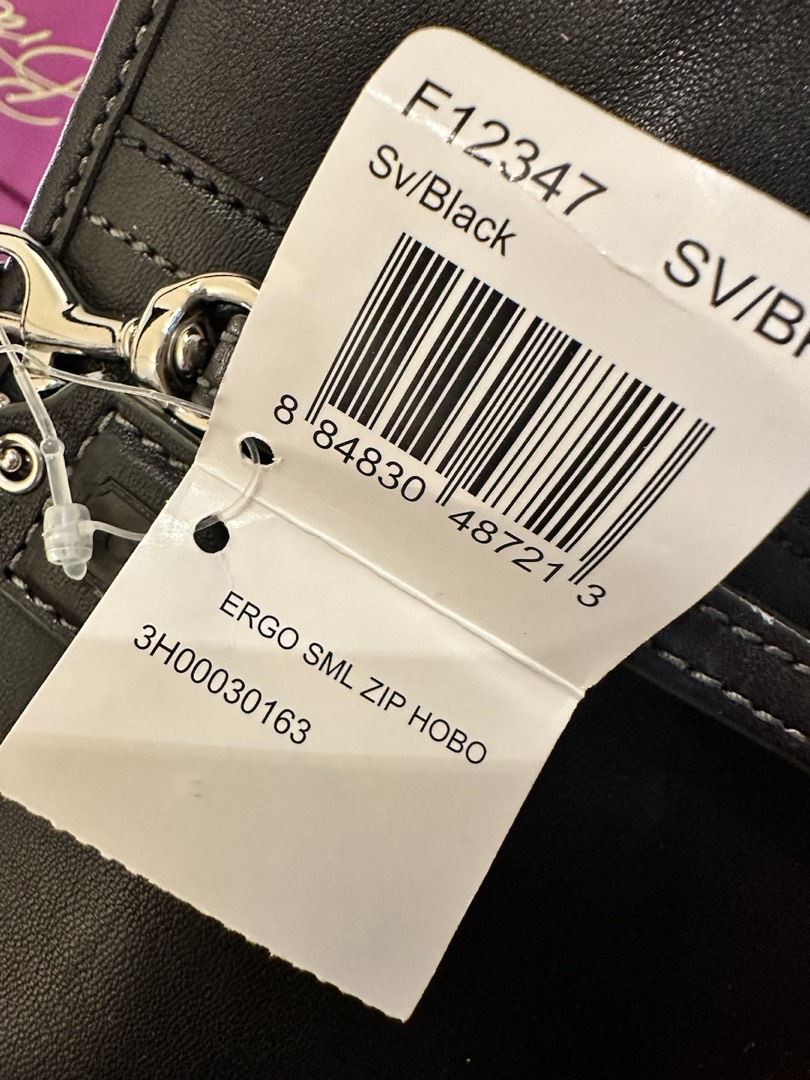 F12347 SV/B
Sv/Black
8 84830 48721 3
ERGO SML ZIP HOBO
3H00030163